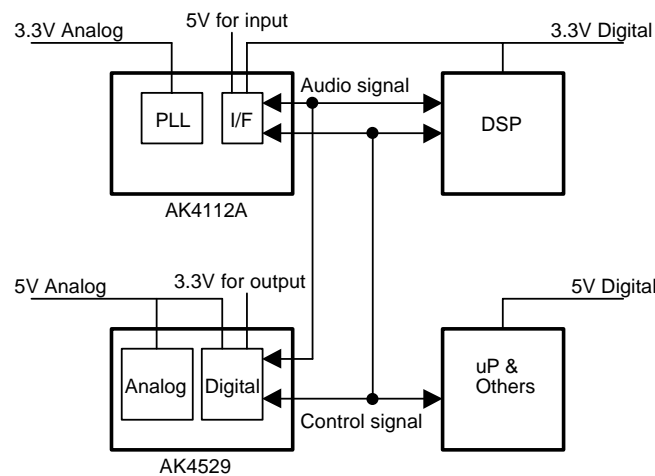 3.3V Analog
5V for input
3.3V Digital
Audio signal
PLL
I/F
DSP
AK4112A
5V Analog
3.3V for output
5V Digital
Analog
Digital
uP &
Others
Control signal
AK4529